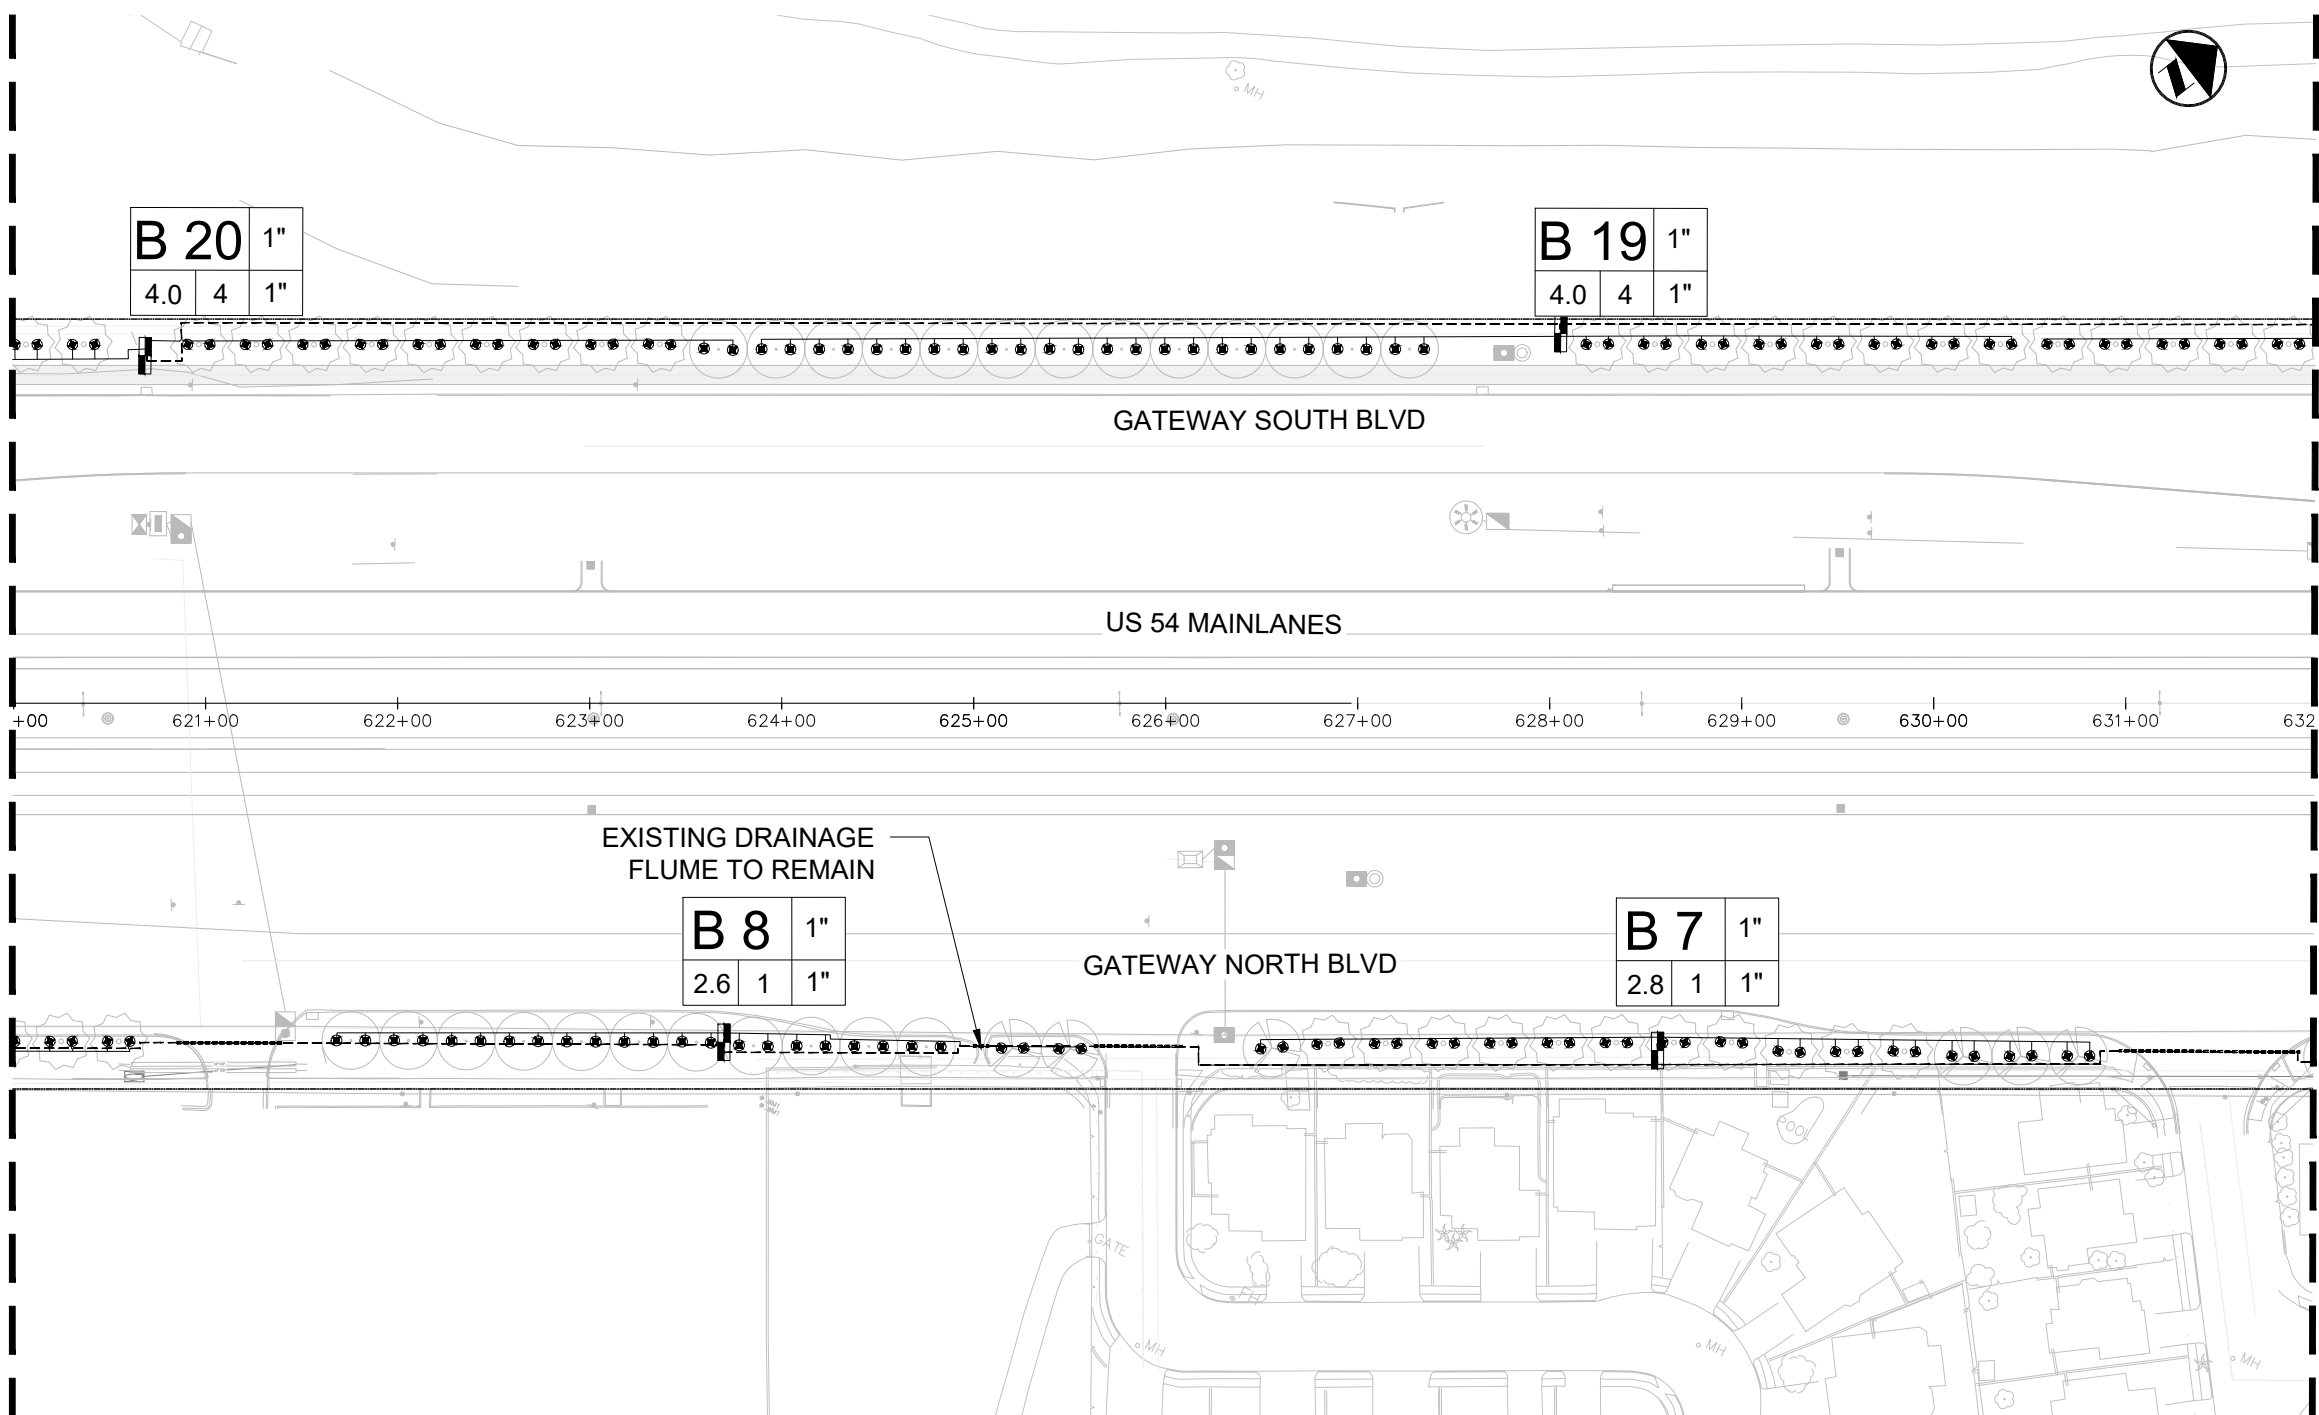 MH
B 20 1"
4.0 4 1"
B 19 1"
4.0 4 1"
GATEWAY SOUTH BLVD
US 54 MAINLANES
+00 621+00 622+00 623+00 624+00 625+00 626+00 627+00 628+00 629+00 630+00 631+00 632
EXISTING DRAINAGE
FLUME TO REMAIN
B 8 1"
2.6 1 1"
GATEWAY NORTH BLVD
B 7 1"
2.8 1 1"
POOL
GATE
FH
MH
MH
MH